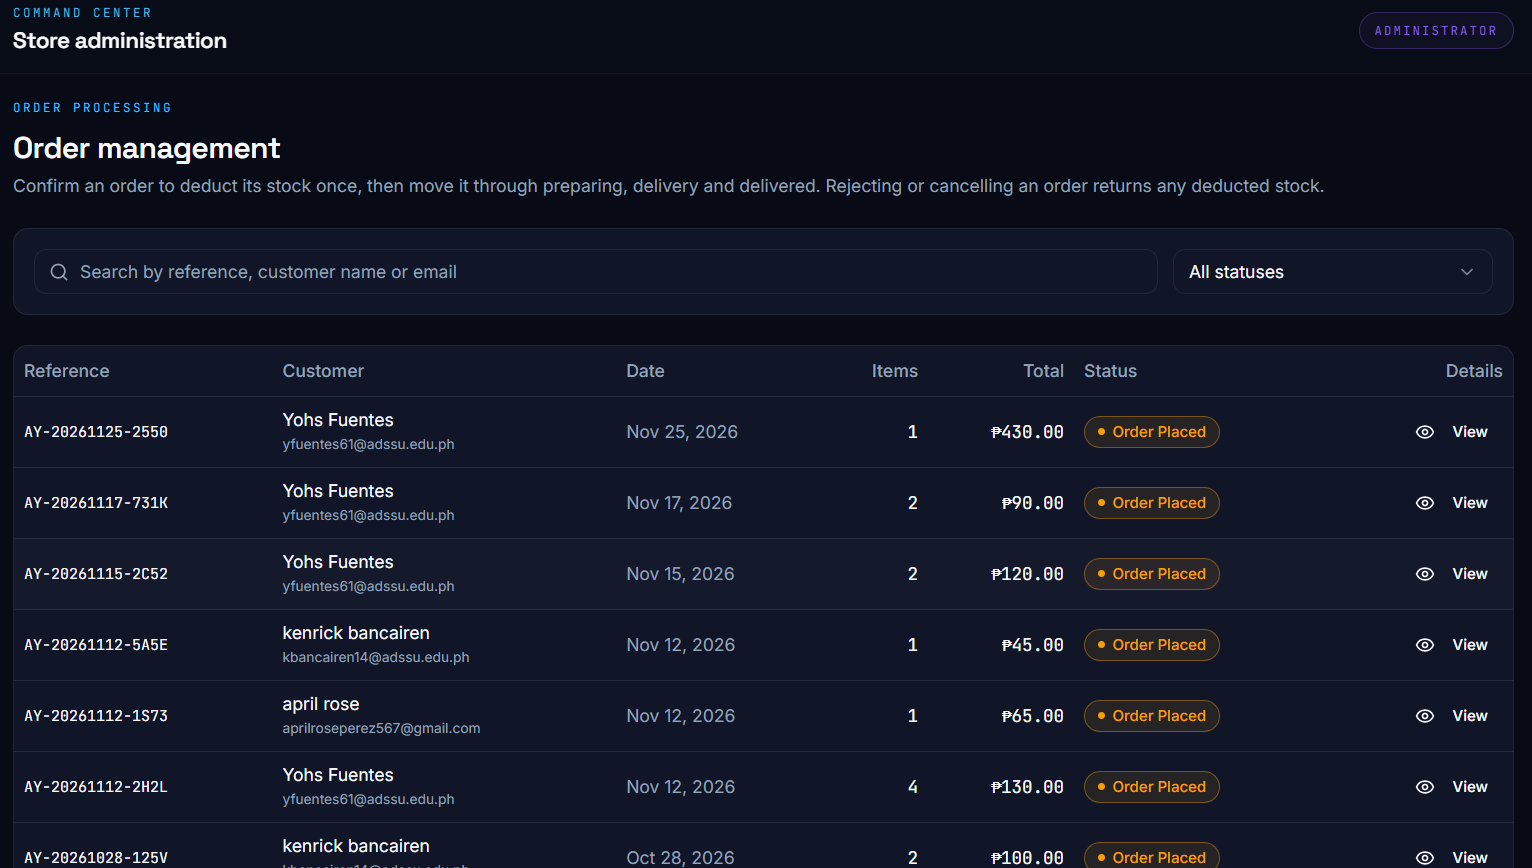 COMMAND CENTER
Store administration
ADMINISTRATOR
ORDER PROCESSING
Order management
Confirm an order to deduct its stock once, then move it through preparing, delivery and delivered. Rejecting or cancelling an order returns any deducted stock.
Search by reference, customer name or email
All statuses
Reference Customer Date Items Total Status Details
AY-20261125-2550 Yohs Fuentes Nov 25, 2026 1 ₱430.00 Order Placed View
yfuentes61@adssu.edu.ph
AY-20261117-731K Yohs Fuentes Nov 17, 2026 2 ₱90.00 Order Placed View
yfuentes61@adssu.edu.ph
AY-20261115-2C52 Yohs Fuentes Nov 15, 2026 2 ₱120.00 Order Placed View
yfuentes61@adssu.edu.ph
AY-20261112-5A5E kenrick bancairen Nov 12, 2026 1 ₱45.00 Order Placed View
kbancairen14@adssu.edu.ph
AY-20261112-1S73 april rose Nov 12, 2026 1 ₱65.00 Order Placed View
aprilroseperez567@gmail.com
AY-20261112-2H2L Yohs Fuentes Nov 12, 2026 4 ₱130.00 Order Placed View
yfuentes61@adssu.edu.ph
AY-20261028-125V kenrick bancairen Oct 28, 2026 2 ₱100.00 Order Placed View